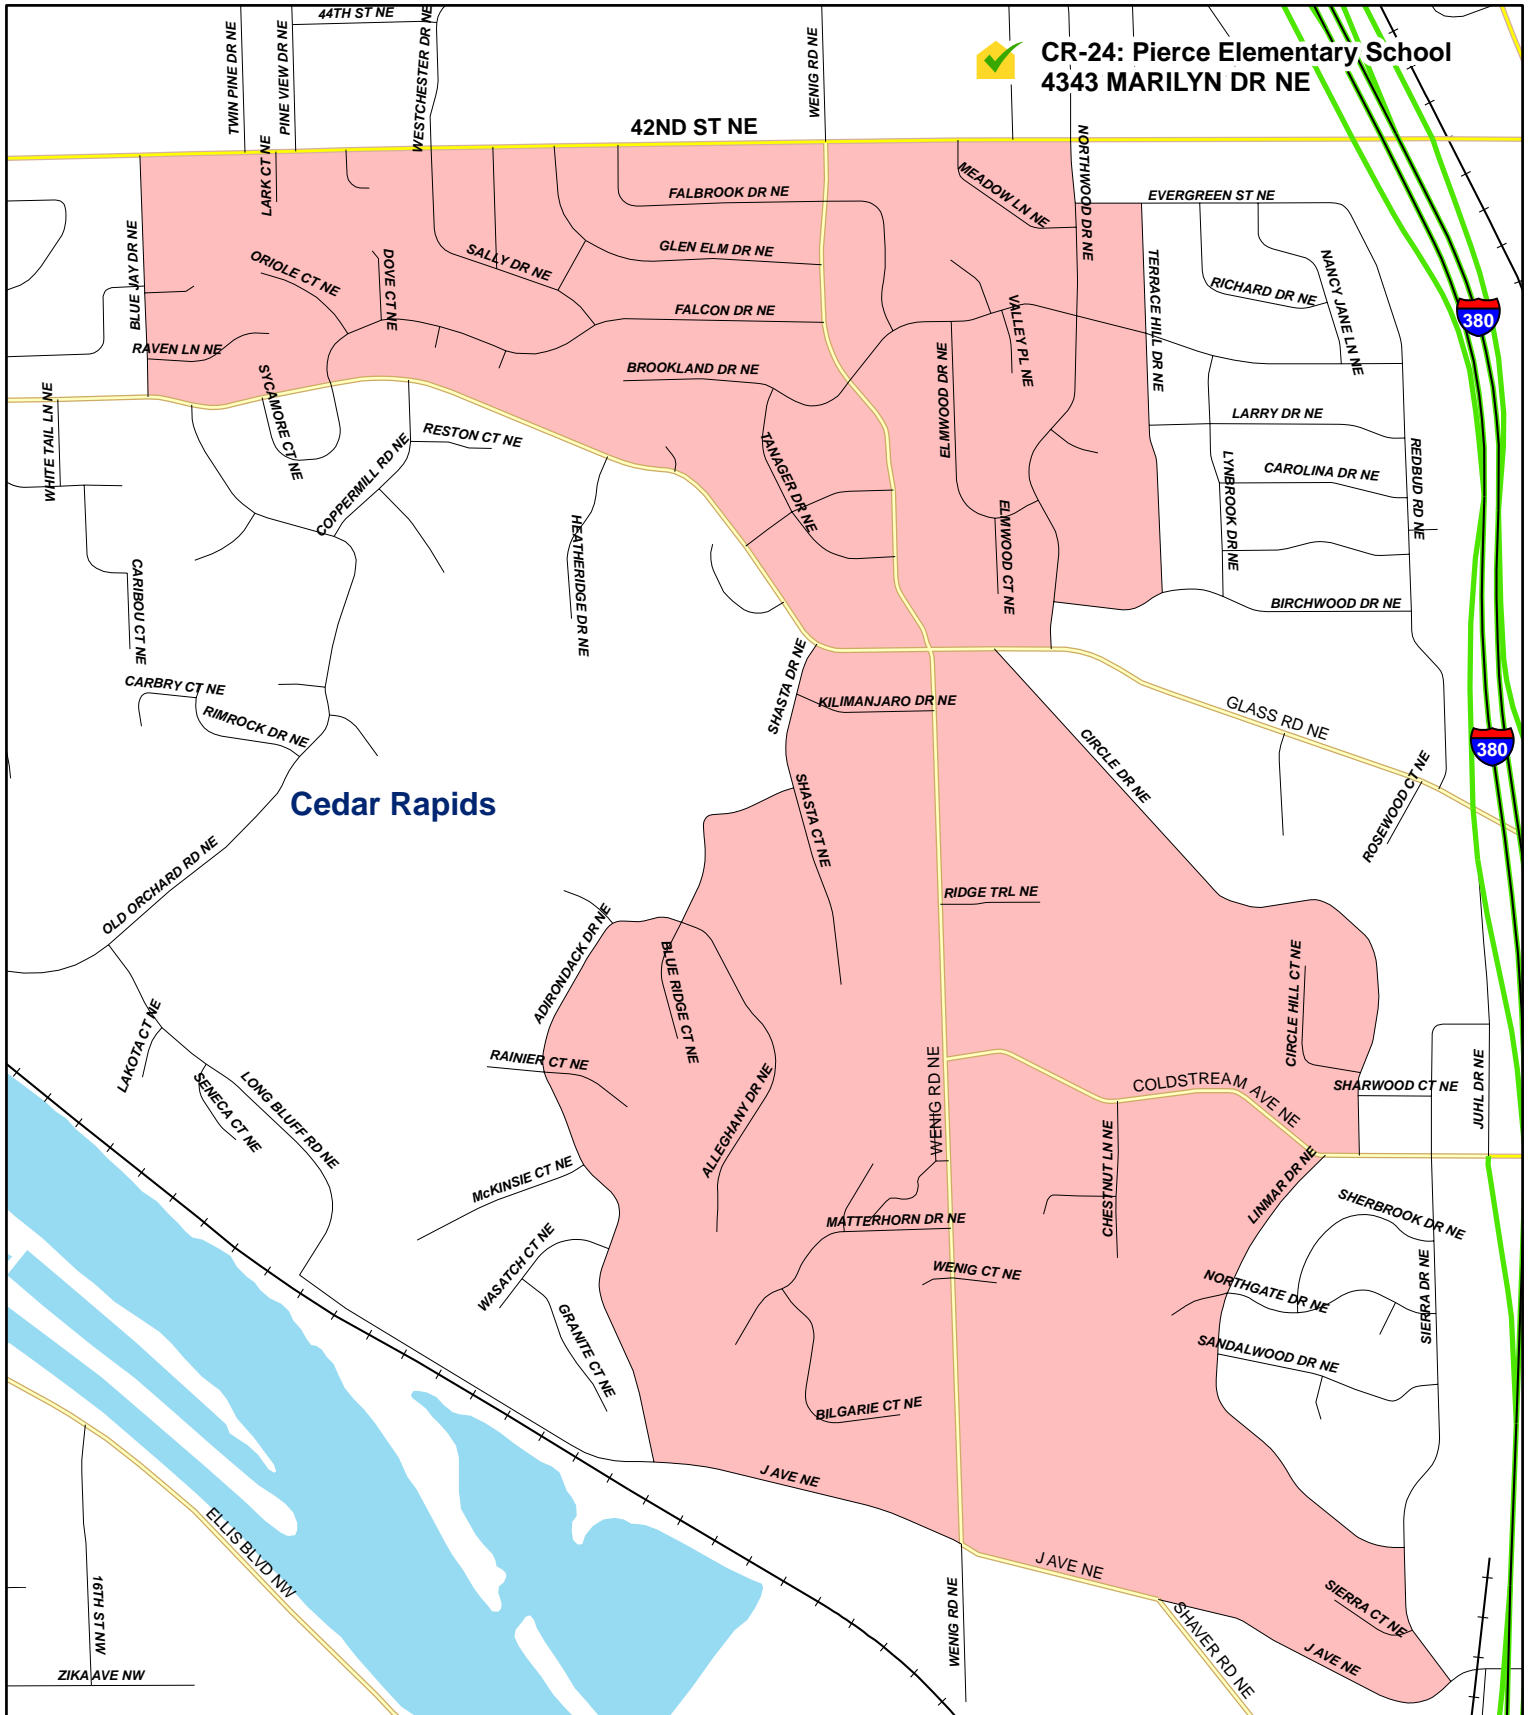 44TH ST NE
TWIN PINE DR NE
PINE VIEW DR NE
WESTCHESTER DR NE
WENIG RD NE
CR-24: Pierce Elementary School
4343 MARILYN DR NE
42ND ST NE
LARK CT NE
NORTHWOOD DR NE
MEADOW LN NE
FALBROOK DR NE
EVERGREEN ST NE
BLUE JAY DR NE
ORIOLE CT NE
DOVE CT NE
SALLY DR NE
GLEN ELM DR NE
TERRACE HILL DR NE
RICHARD DR NE
NANCY JANE LN NE
380
FALCON DR NE
VALLEY PL NE
RAVEN LN NE
BROOKLAND DR NE
ELMWOOD DR NE
WHITE TAIL LN NE
SYCAMORE CT NE
COPPERMILL RD NE
RESTON CT NE
TANAGER DR NE
LARRY DR NE
LYNBROOK DR NE
CAROLINA DR NE
REDBUD RD NE
HEATHERIDGE DR NE
ELMWOOD CT NE
CARIBOU CT NE
BIRCHWOOD DR NE
CARBRY CT NE
RIMROCK DR NE
SHASTA DR NE
KILIMANJARO DR NE
GLASS RD NE
CIRCLE DR NE
380
ROSEWOOD CT NE
Cedar Rapids
SHASTA CT NE
OLD ORCHARD RD NE
RIDGE TRL NE
ADIRONDACK DR NE
BLUE RIDGE CT NE
CIRCLE HILL CT NE
LAKOTA CT NE
SENECA CT NE
LONG BLUFF RD NE
RAINIER CT NE
ALLEGHANY DR NE
WENIG RD NE
COLDSTREAM AVE NE
SHARWOOD CT NE
JUHL DR NE
CHESTNUT LN NE
McKINSIE CT NE
LINMAR DR NE
SHERBROOK DR NE
MATTERHORN DR NE
WASATCH CT NE
WENIG CT NE
NORTHGATE DR NE
SIERRA DR NE
GRANITE CT NE
SANDALWOOD DR NE
BILGARIE CT NE
J AVE NE
ELLIS BLVD NW
J AVE NE
16TH ST NW
WENIG RD NE
SIERRA CT NE
SHAVER RD NE
J AVE NE
ZIKA AVE NW